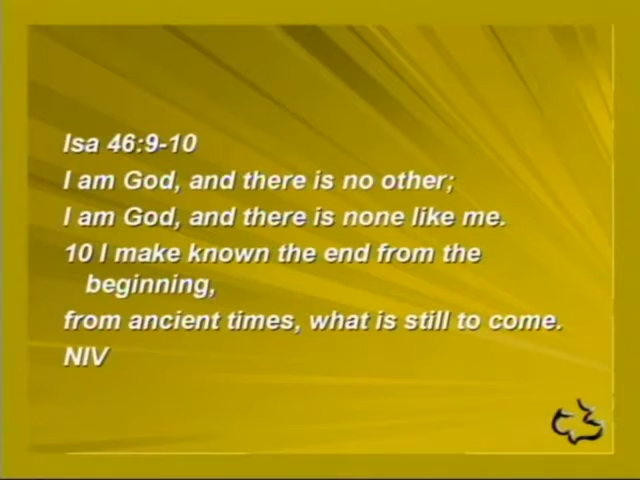 Isa 46:9-10
I am God, and there is no other;
I am God, and there is none like me.
10 I make known the end from the
beginning,
from ancient times, what is still to come.
NIV